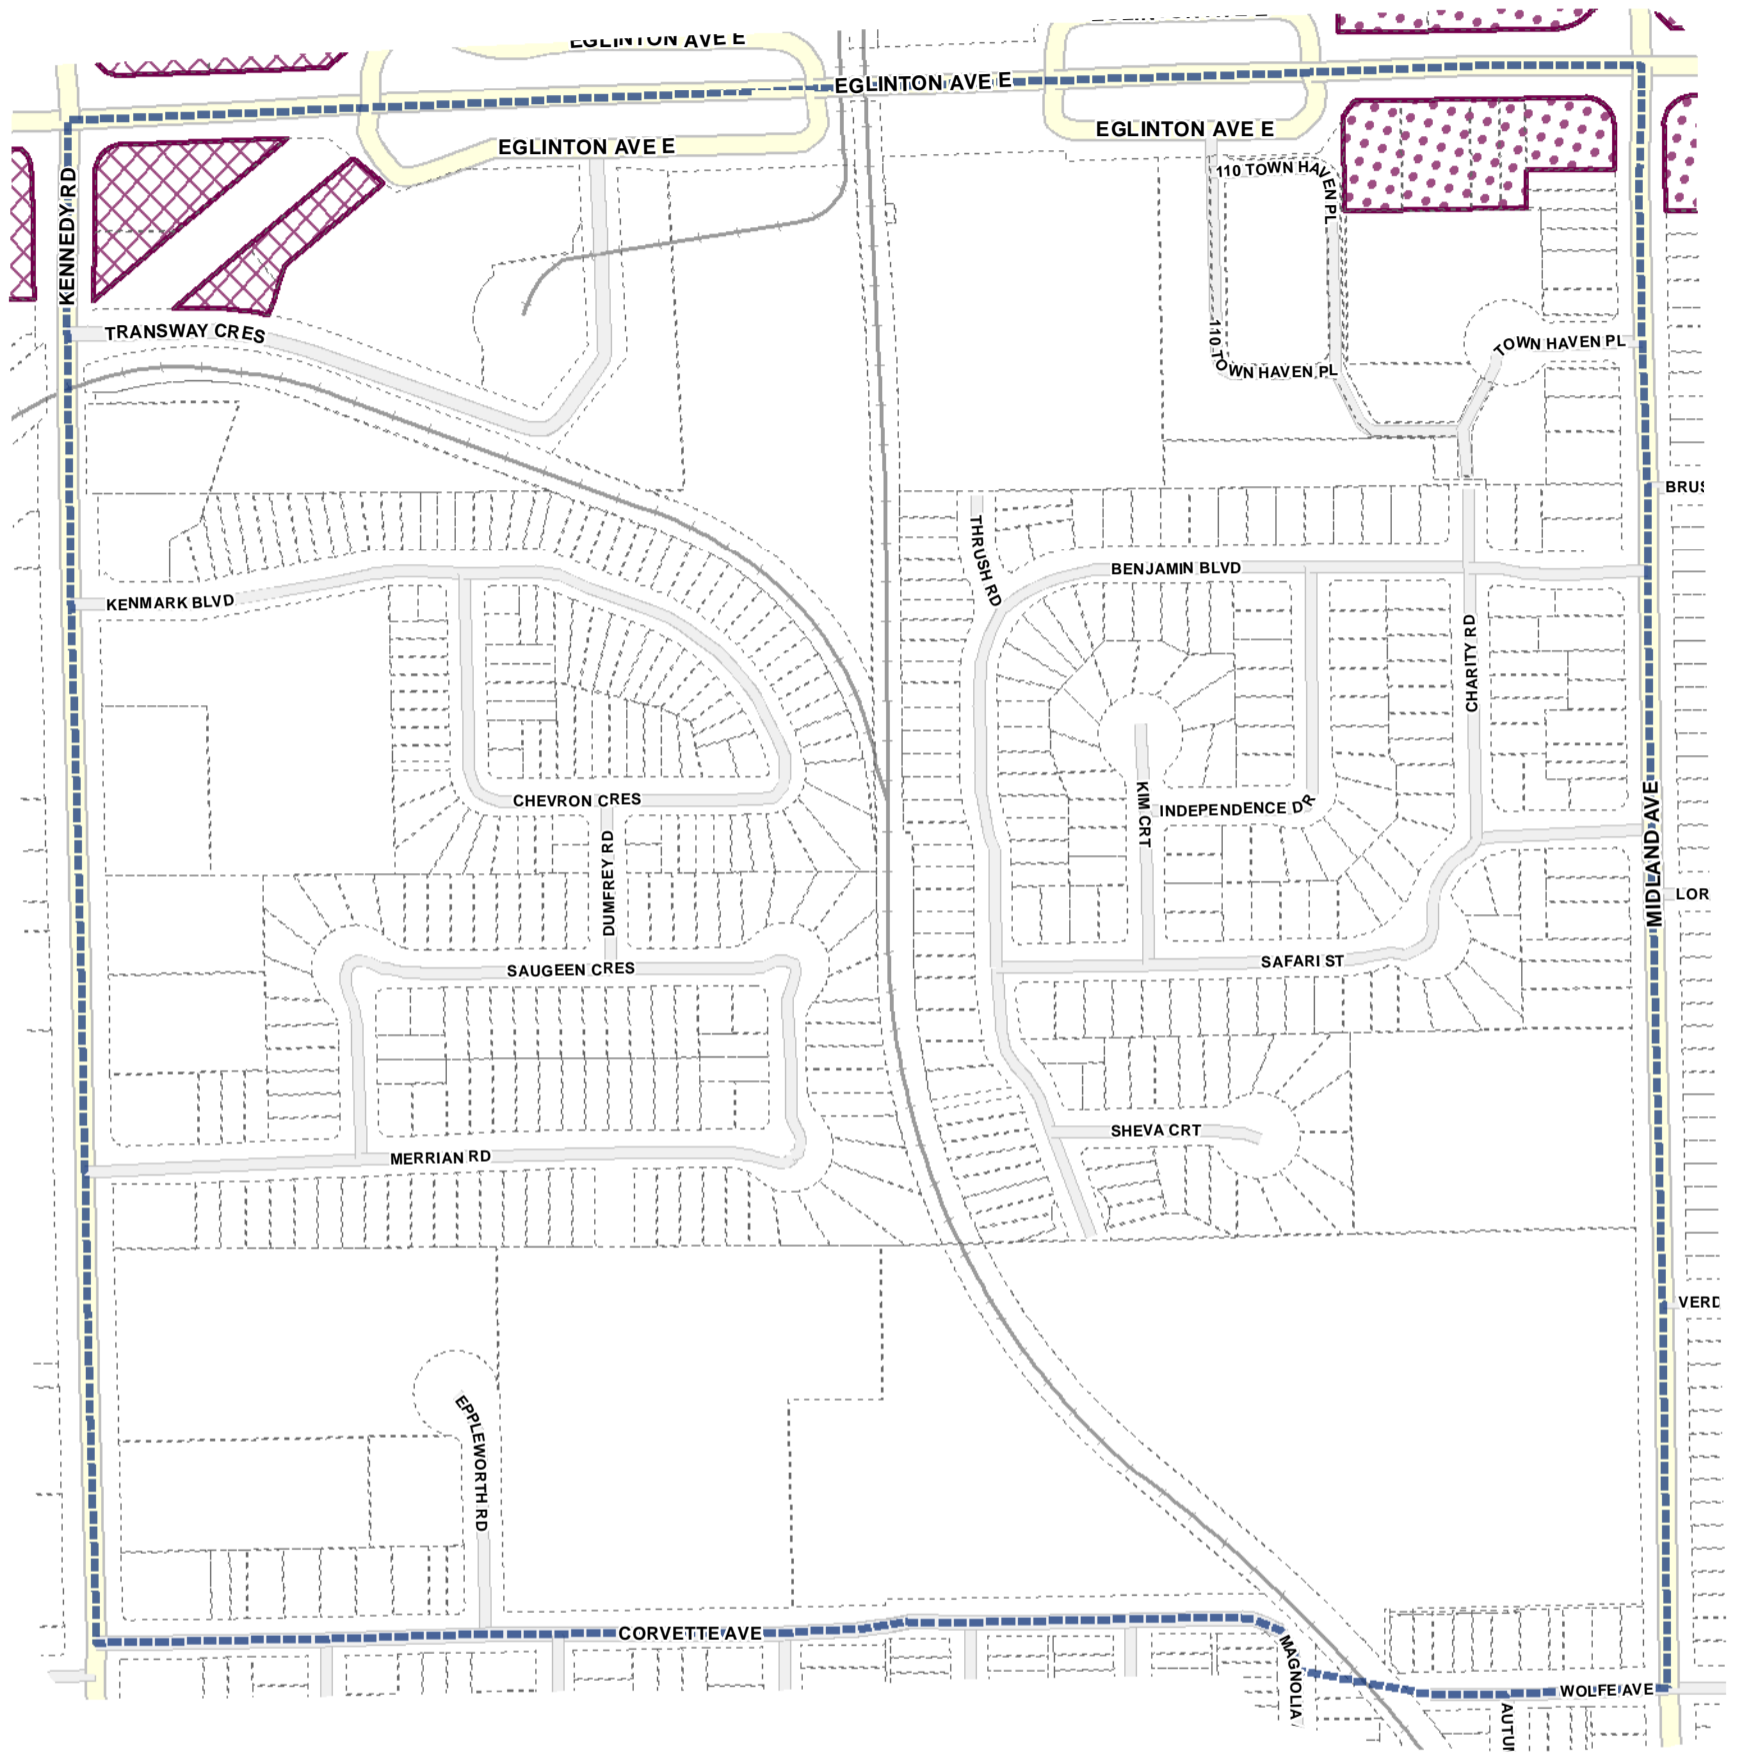 EGLINTON AVE E
EGLINTON AVE E
EGLINTON AVE E
EGLINTON AVE E
EGLINTON AVE E
110 TOWN HAVEN PL
KENNEDY RD
TRANSWAY CRES
110 TOWN HAVEN PL
TOWN HAVEN PL
BRUS
THRUSH RD
BENJAMIN BLVD
KENMARK BLVD
CHARITY RD
CHEVRON CRES
KIM CRT
INDEPENDENCE DR
MIDLAND AVE
DUMFREY RD
LOR
SAFARI ST
SAUGEEN CRES
SHEVA CRT
MERRIAN RD
VERD
EPPLEWORTH RD
CORVETTE AVE
MAGNOLIA
WOLFE AVE
AUTU